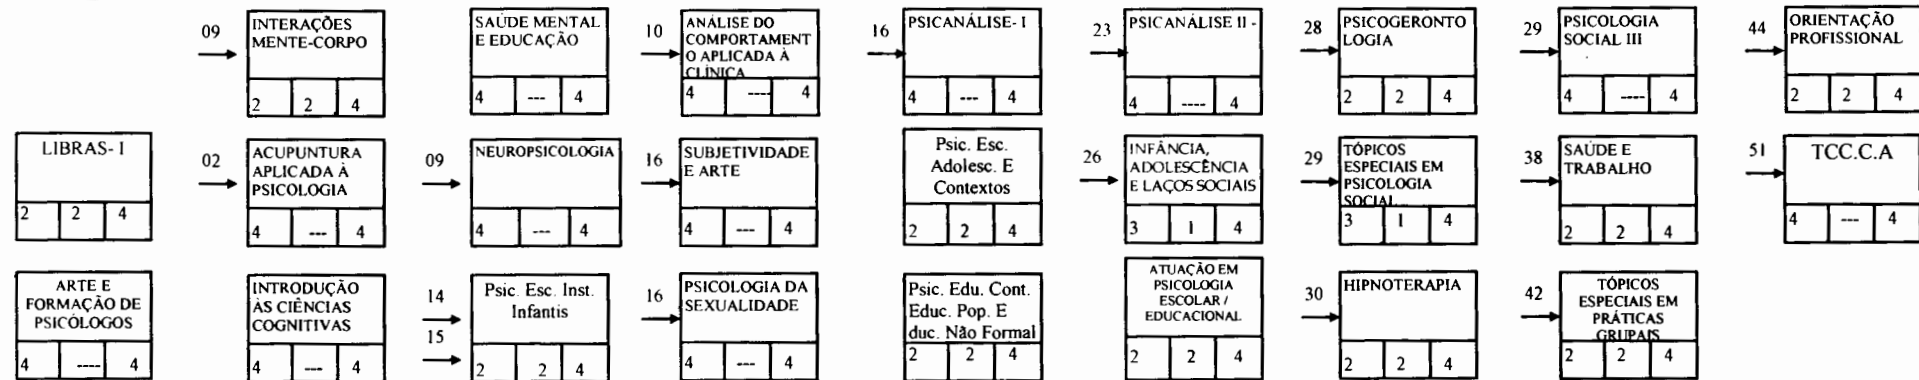 09
INTERAÇÕES
MENTE-CORPO
2 2 4
SAÚDE MENTAL
E EDUCAÇÃO
4 --- 4
10
ANÁLISE DO
COMPORTAMENT
O APLICADA À
CLÍNICA
4 ---- 4
16
PSICANÁLISE- I
4 --- 4
23
PSICANÁLISE II -
4 ---- 4
28
PSICOGERONTO
LOGIA
2 2 4
29
PSICOLOGIA
SOCIAL III
4 ---- 4
44
ORIENTAÇÃO
PROFISSIONAL
2 2 4
LIBRAS- I
2 2 4
02
ACUPUNTURA
APLICADA À
PSICOLOGIA
4 --- 4
09
NEUROPSICOLOGIA
4 --- 4
16
SUBJETIVIDADE
E ARTE
4 --- 4
Psic. Esc.
Adolesc. E
Contextos
2 2 4
26
INFÂNCIA,
ADOLESCÊNCIA
E LAÇOS SOCIAIS
3 1 4
29
TÓPICOS
ESPECIAIS EM
PSICOLOGIA
SOCIAL
3 1 4
38
SAÚDE E
TRABALHO
2 2 4
51
TCC.C.A
4 --- 4
ARTE E
FORMAÇÃO DE
PSICÓLOGOS
4 ---- 4
INTRODUÇÃO
ÀS CIÊNCIAS
COGNITIVAS
4 --- 4
14
15
Psic. Esc. Inst.
Infantis
2 2 4
16
PSICOLOGIA DA
SEXUALIDADE
4 --- 4
Psic. Edu. Cont.
Educ. Pop. E
duc. Não Formal
2 2 4
ATUAÇÃO EM
PSICOLOGIA
ESCOLAR /
EDUCACIONAL
2 2 4
30
HIPNOTERAPIA
2 2 4
42
TÓPICOS
ESPECIAIS EM
PRÁTICAS
GRUPAIS
2 2 4